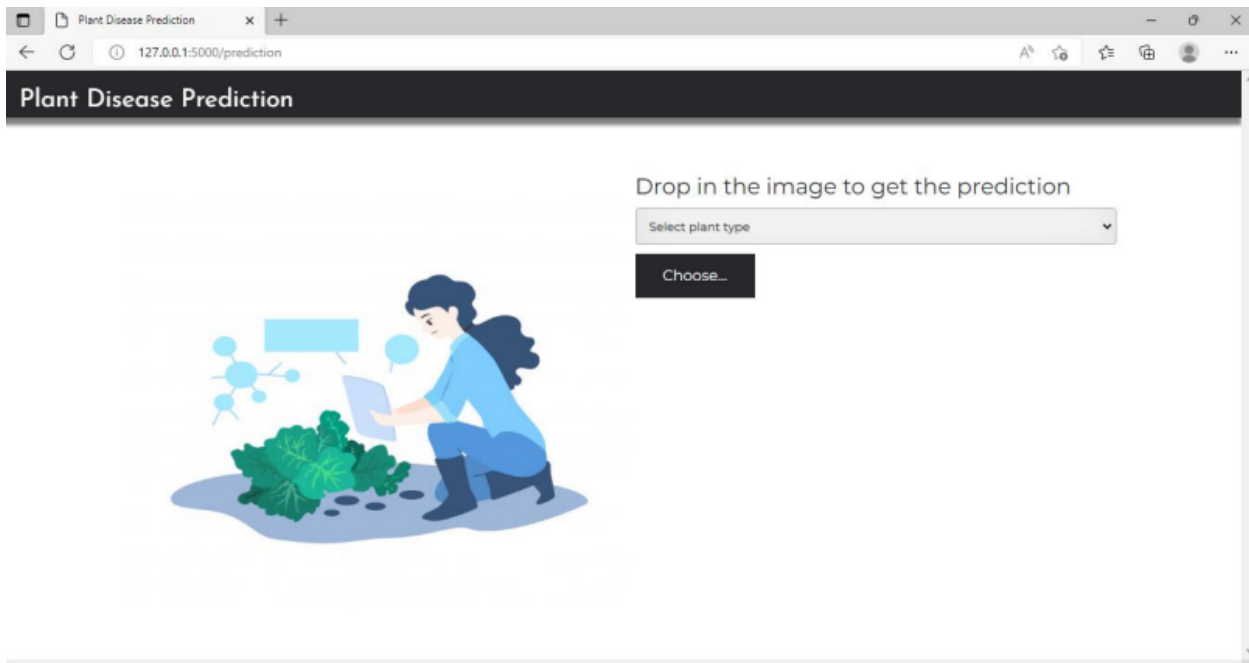 Plant Disease Prediction
127.0.0.1:5000/prediction
Plant Disease Prediction
Drop in the image to get the prediction
Select plant type
Choose...